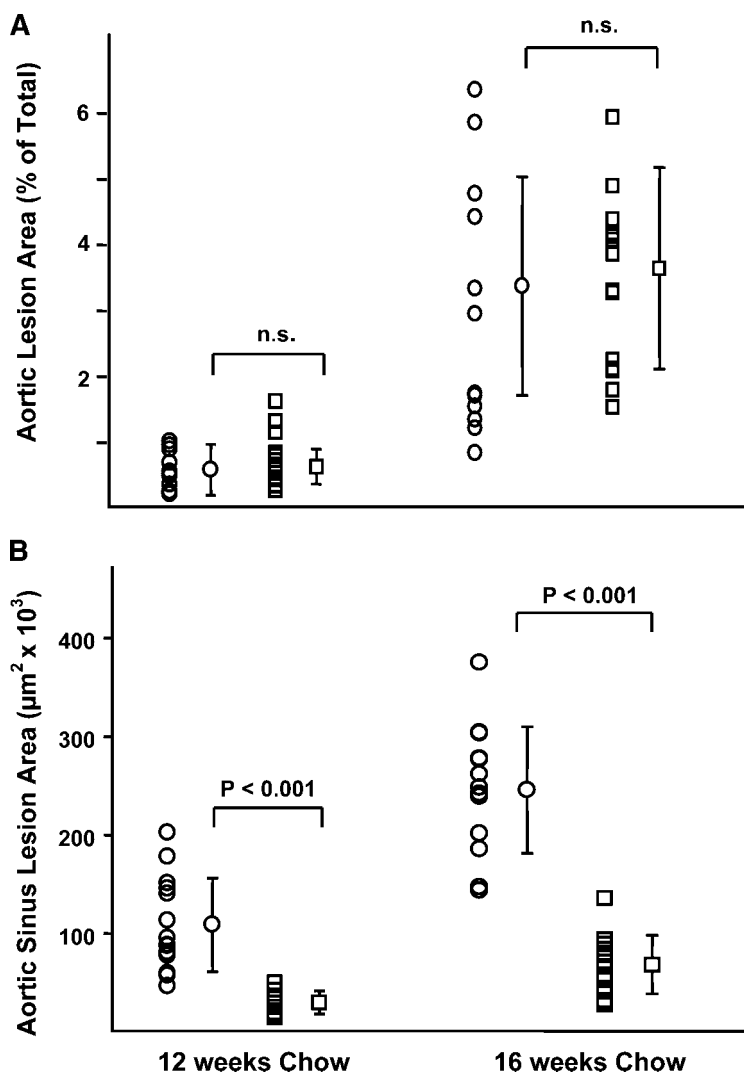 A
Aortic Lesion Area (% of Total)
6
4
2
n.s.
n.s.
B
Aortic Sinus Lesion Area (µm² x 10³)
400
300
200
100
P < 0.001
P < 0.001
12 weeks Chow
16 weeks Chow